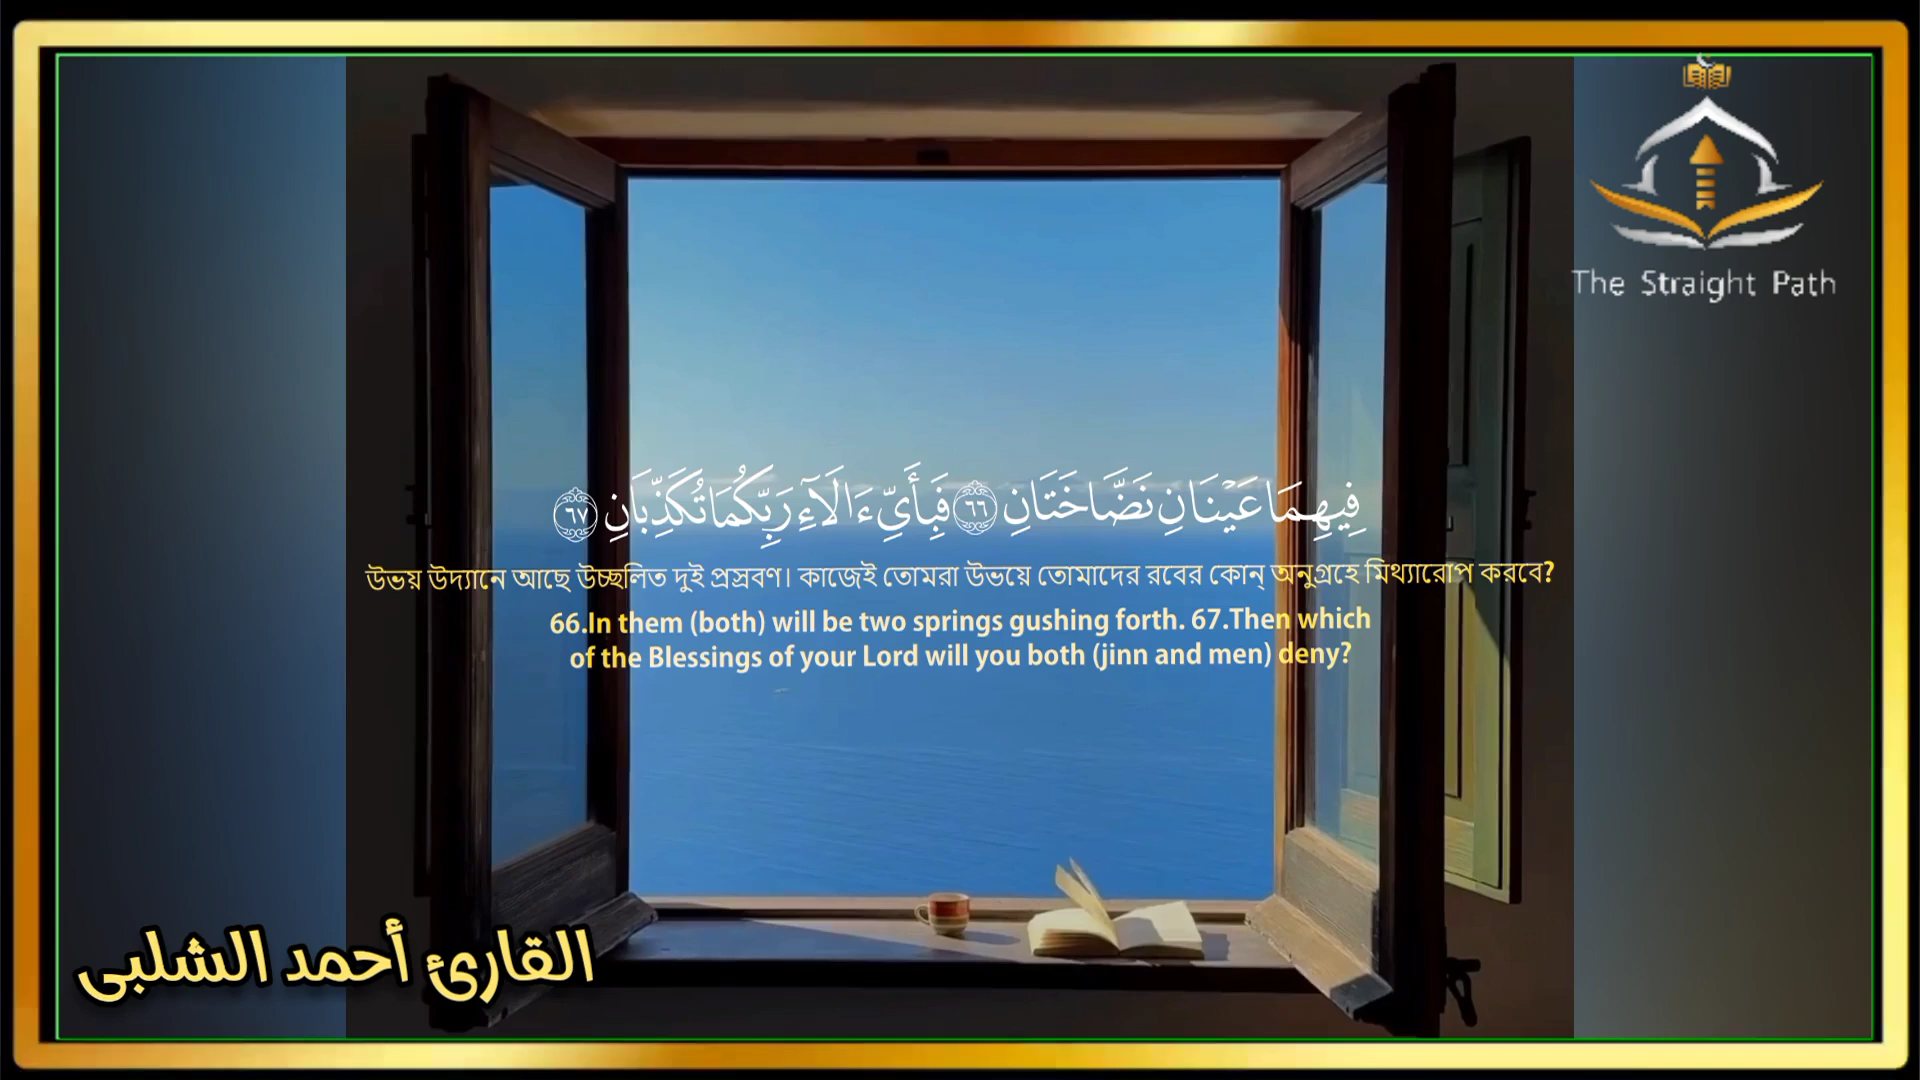 The Straight Path
فِيهِمَا عَيْنَانِ نَضَّاخَتَانِ ٦٦ فَبِأَيِّ ءَالَآءِ رَبِّكُمَا تُكَذِّبَانِ ٦٧
উভয় উদ্যানে আছে উচ্ছলিত দুই প্রস্রবণ। কাজেই তোমরা উভয়ে তোমাদের রবের কোন্ অনুগ্রহে মিথ্যারোপ করবে?
66.In them (both) will be two springs gushing forth. 67.Then which
of the Blessings of your Lord will you both (jinn and men) deny?
القارئ أحمد الشلبى